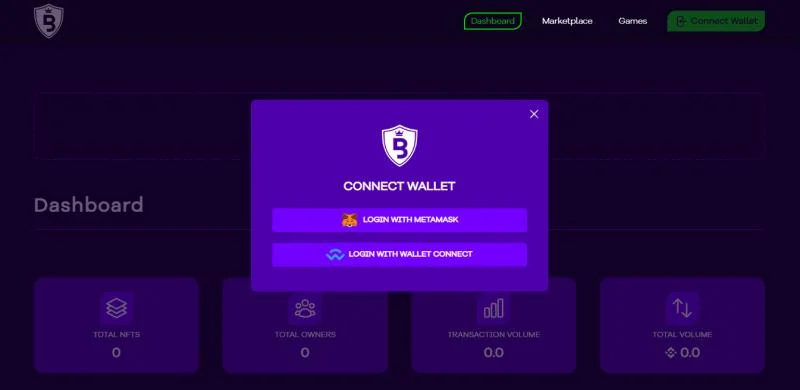 Dashboard Marketplace Games Connect Wallet
B
CONNECT WALLET
LOGIN WITH METAMASK
LOGIN WITH WALLET CONNECT
Dashboard
TOTAL NFTS TOTAL OWNERS TRANSACTION VOLUME TOTAL VOLUME
0 0 0.0 0.0